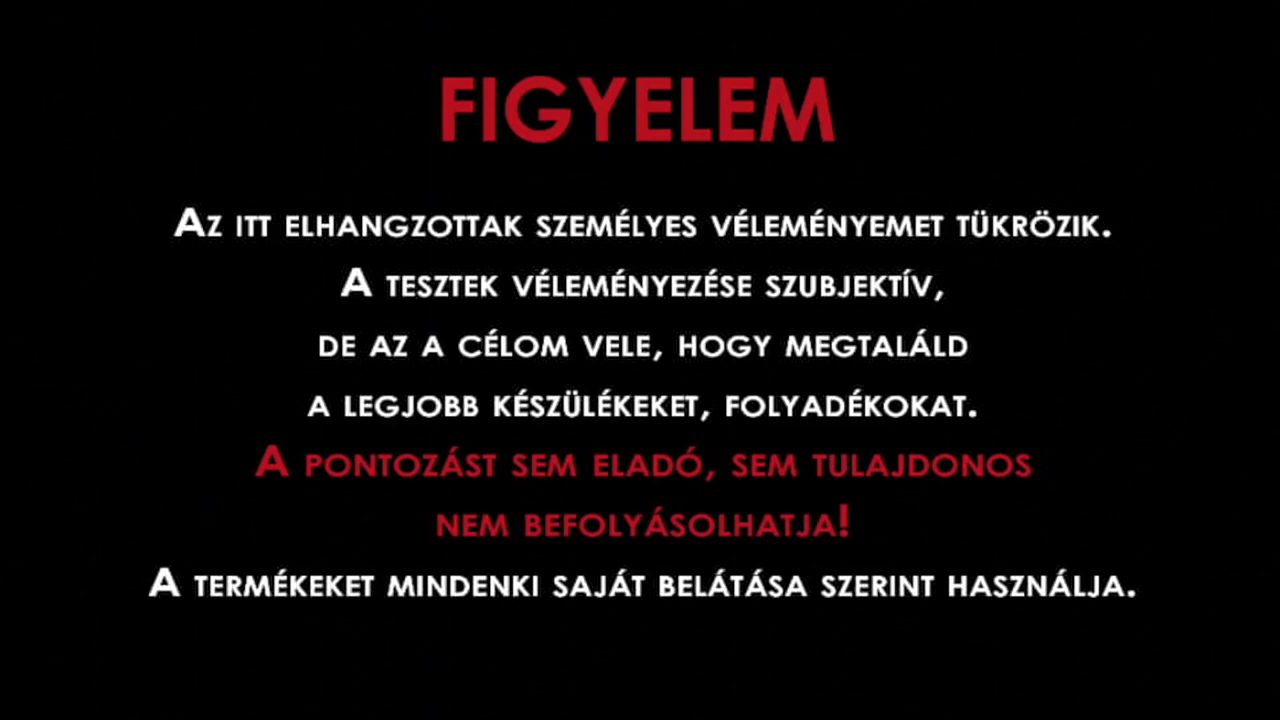 FIGYELEM
Az itt elhangzottak személyes véleményemet tükrözik.
A tesztek véleményezése szubjektív,
de az a célom vele, hogy megtaláld
a legjobb készülékeket, folyadékokat.
A pontozást sem eladó, sem tulajdonos
nem befolyásolhatja!
A termékeket mindenki saját belátása szerint használja.